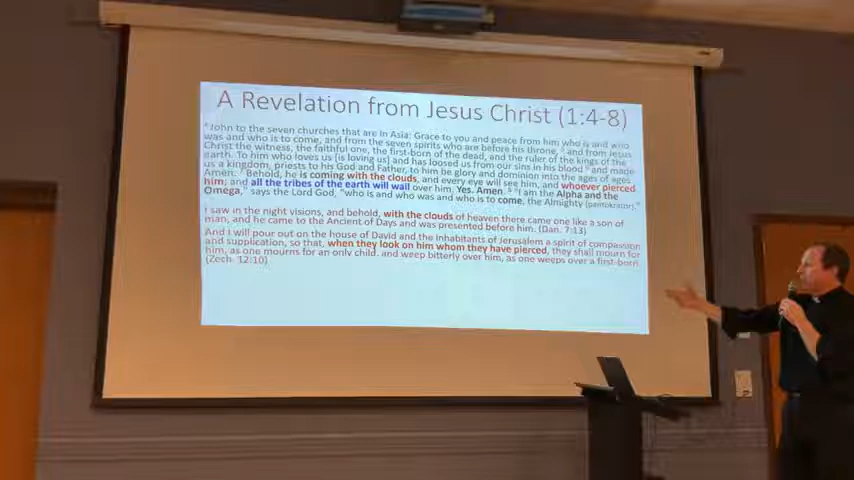 A Revelation from Jesus Christ (1:4-8)
⁴ John to the seven churches that are in Asia: Grace to you and peace from him who is and who
was and who is to come, and from the seven spirits who are before his throne, ⁵ and from Jesus
Christ the witness, the faithful one, the first-born of the dead, and the ruler of the kings of the
earth. To him who loves us (is loving us) and has loosed us from our sins in his blood ⁶ and made
us a kingdom, priests to his God and Father, to him be glory and dominion into the ages of ages.
Amen. ⁷ Behold, he is coming with the clouds, and every eye will see him, and whoever pierced
him; and all the tribes of the earth will wail over him. Yes. Amen. ⁸ "I am the Alpha and the
Omega," says the Lord God, "who is and who was and who is to come, the Almighty (pantokrator)."
I saw in the night visions, and behold, with the clouds of heaven there came one like a son of
man, and he came to the Ancient of Days and was presented before him. (Dan. 7:13)
And I will pour out on the house of David and the inhabitants of Jerusalem a spirit of compassion
and supplication, so that, when they look on him whom they have pierced, they shall mourn for
him, as one mourns for an only child, and weep bitterly over him, as one weeps over a first-born.
(Zech. 12:10)